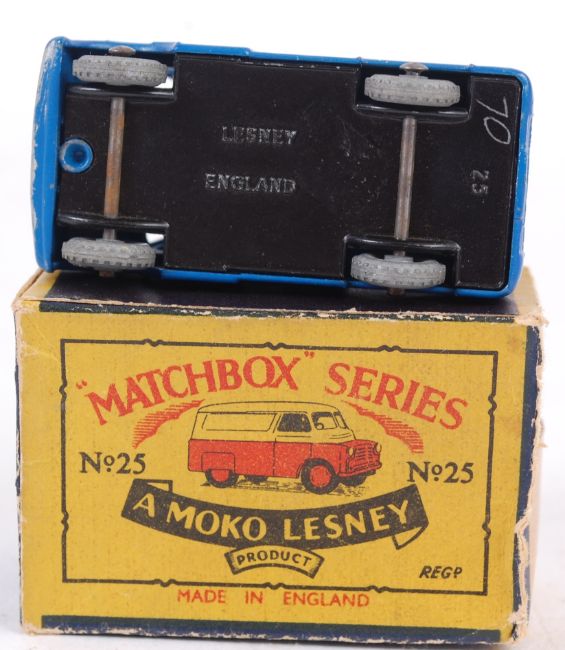 LESNEY
ENGLAND
25
70
"MATCHBOX" SERIES
Nº25
Nº25
A MOKO LESNEY
PRODUCT
REGD
MADE IN ENGLAND